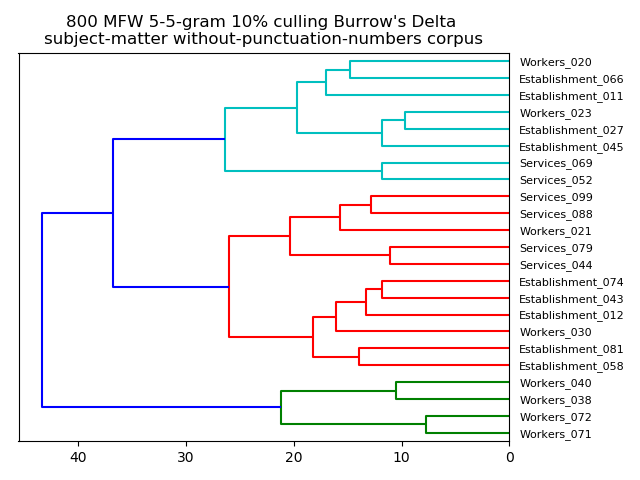 800 MFW 5-5-gram 10% culling Burrow's Delta
subject-matter without-punctuation-numbers corpus
Workers_020
Establishment_066
Establishment_011
Workers_023
Establishment_027
Establishment_045
Services_069
Services_052
Services_099
Services_088
Workers_021
Services_079
Services_044
Establishment_074
Establishment_043
Establishment_012
Workers_030
Establishment_081
Establishment_058
Workers_040
Workers_038
Workers_072
Workers_071
40 30 20 10 0